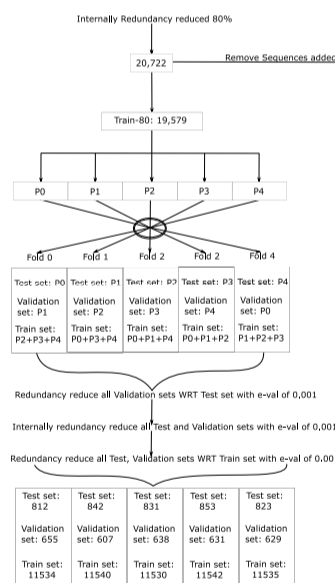 Internally Redundancy reduced 80%
20,722
Remove Sequences added
Train-80: 19,579
P0 P1 P2 P3 P4
Fold 0 Fold 1 Fold 2 Fold 2 Fold 4
Test set: P0 Test set: P1 Test set: P2 Test set: P3 Test set: P4
Validation Validation Validation Validation Validation
set: P1 set: P2 set: P3 set: P4 set: P0
Train set: Train set: Train set: Train set: Train set:
P2+P3+P4 P0+P3+P4 P0+P1+P4 P0+P1+P2 P1+P2+P3
Redundancy reduce all Validation sets WRT Test set with e-val of 0,001
Internally redundancy reduce all Test and Validation sets with e-val of 0,001
Redundancy reduce all Test, Validation sets WRT Train set with e-val of 0.00
Test set: Test set: Test set: Test set: Test set:
812 842 831 853 823
Validation Validation Validation Validation Validation
set: 655 set: 607 set: 638 set: 631 set: 629
Train set: Train set: Train set: Train set: Train set:
11534 11540 11530 11542 11535